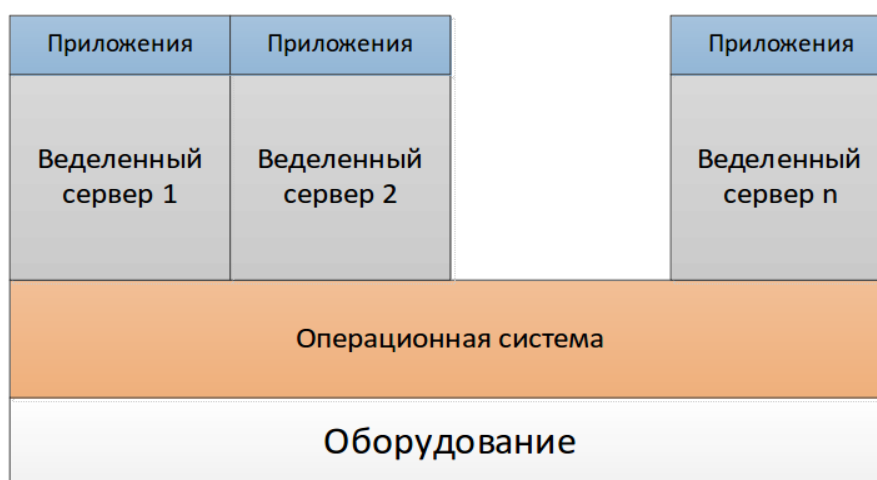 Приложения
Приложения
Приложения
Веделенный
сервер 1
Веделенный
сервер 2
Веделенный
сервер n
Операционная система
Оборудование